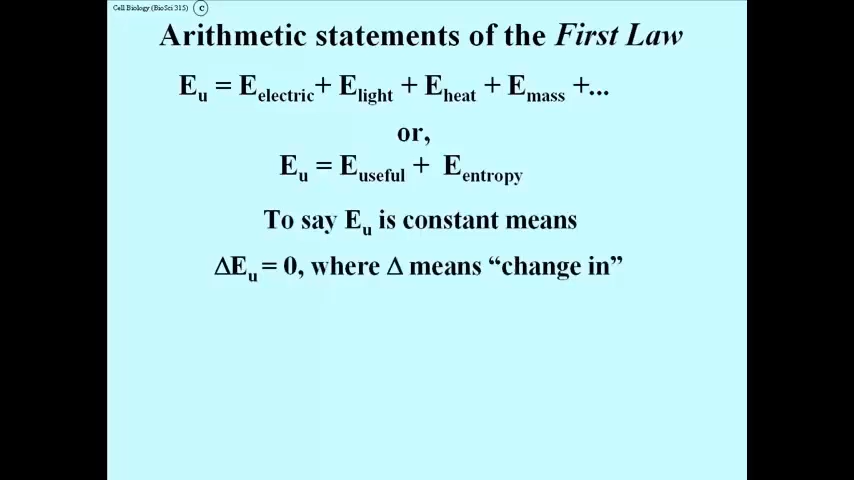 Cell Biology (BioSci 315) C
Arithmetic statements of the First Law
Eu = Eelectric+ Elight + Eheat + Emass +...
or,
Eu = Euseful + Eentropy
To say Eu is constant means
ΔEu = 0, where Δ means “change in”